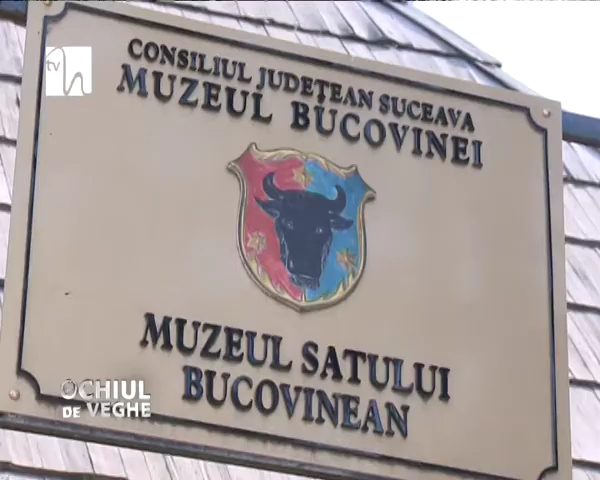 tv h
CONSILIUL JUDEȚEAN SUCEAVA
MUZEUL BUCOVINEI
MUZEUL SATULUI
BUCOVINEAN
OCHIUL
DE VEGHE